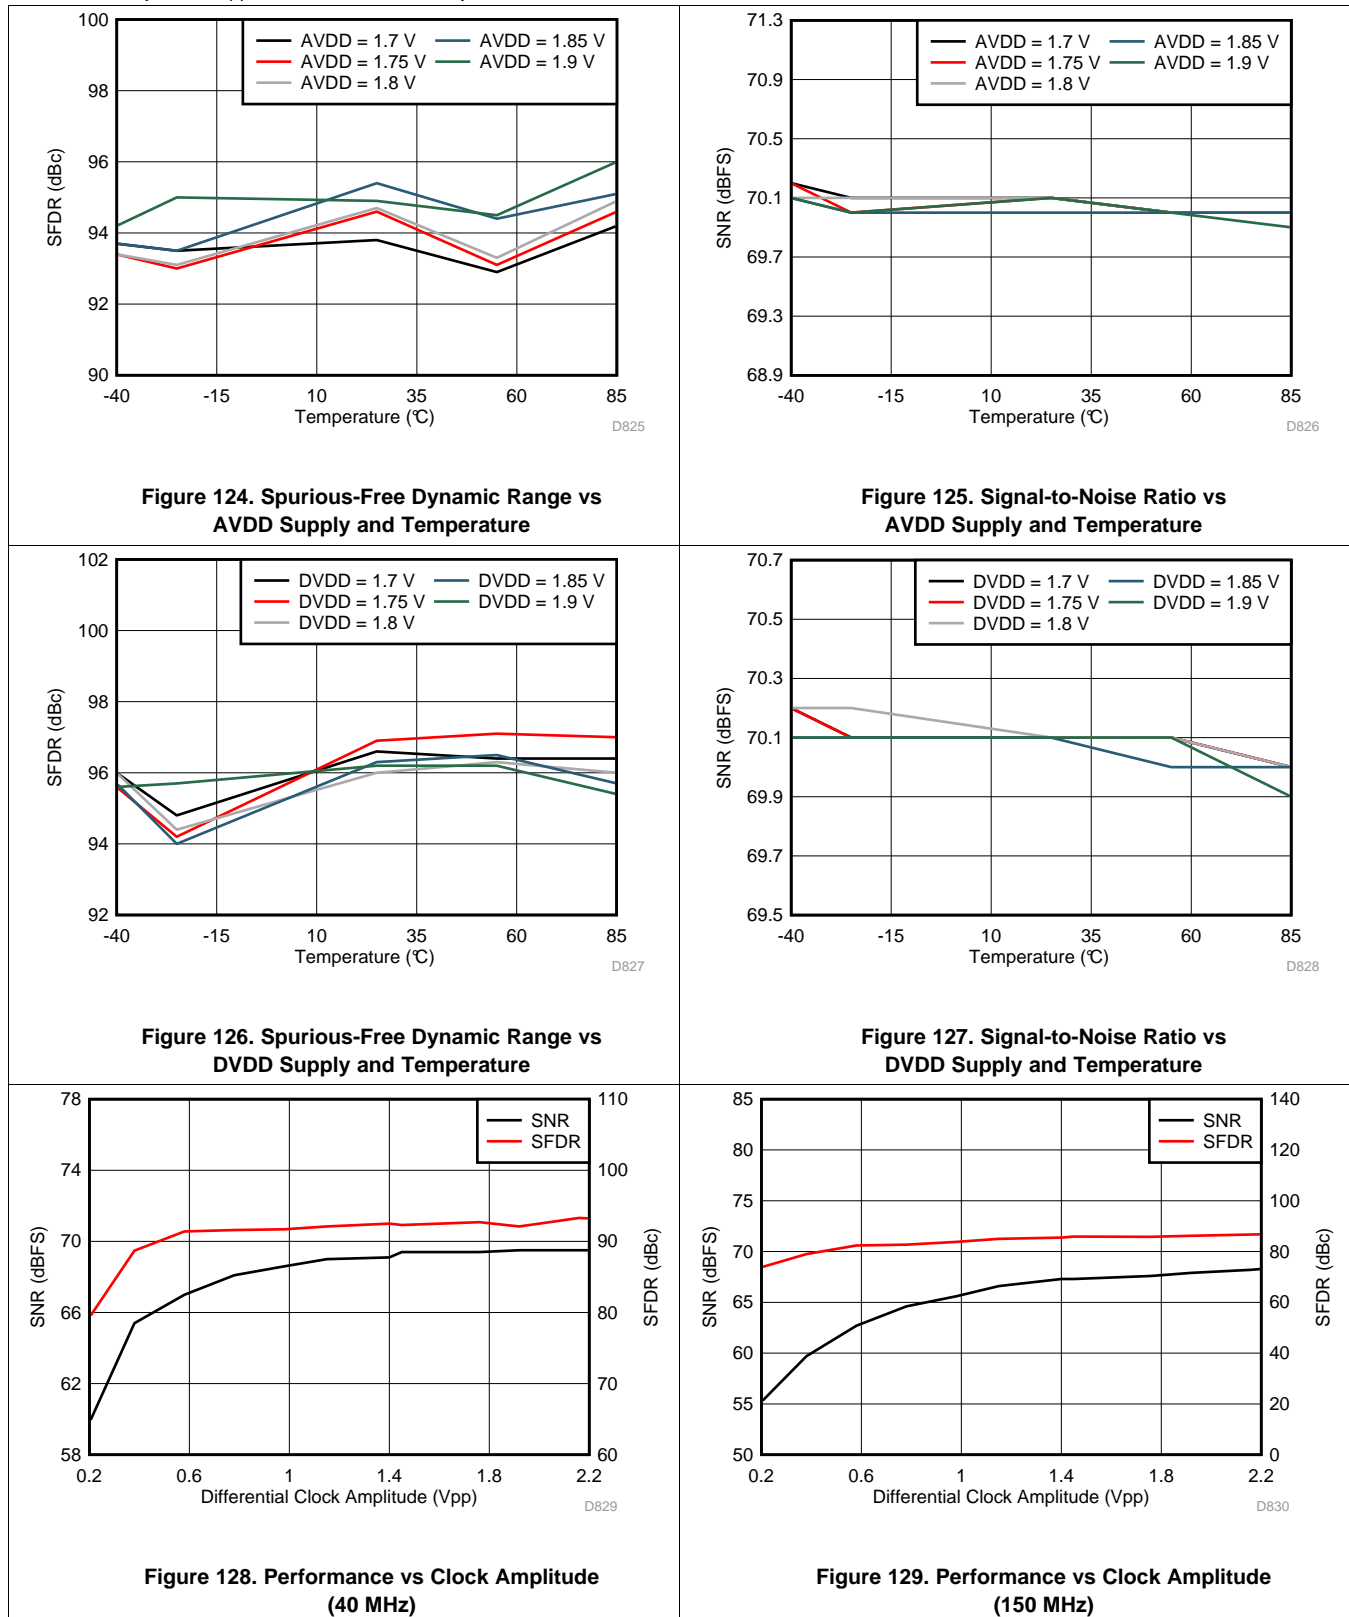 100
98
96
94
92
90
SFDR (dBc)
AVDD = 1.7 V
AVDD = 1.75 V
AVDD = 1.8 V
AVDD = 1.85 V
AVDD = 1.9 V
-40 -15 10 35 60 85
Temperature (°C)
D825
Figure 124. Spurious-Free Dynamic Range vs
AVDD Supply and Temperature
71.3
70.9
70.5
70.1
69.7
69.3
68.9
SNR (dBFS)
AVDD = 1.7 V
AVDD = 1.75 V
AVDD = 1.8 V
AVDD = 1.85 V
AVDD = 1.9 V
-40 -15 10 35 60 85
Temperature (°C)
D826
Figure 125. Signal-to-Noise Ratio vs
AVDD Supply and Temperature
102
100
98
96
94
92
SFDR (dBc)
DVDD = 1.7 V
DVDD = 1.75 V
DVDD = 1.8 V
DVDD = 1.85 V
DVDD = 1.9 V
-40 -15 10 35 60 85
Temperature (°C)
D827
Figure 126. Spurious-Free Dynamic Range vs
DVDD Supply and Temperature
70.7
70.5
70.3
70.1
69.9
69.7
69.5
SNR (dBFS)
DVDD = 1.7 V
DVDD = 1.75 V
DVDD = 1.8 V
DVDD = 1.85 V
DVDD = 1.9 V
-40 -15 10 35 60 85
Temperature (°C)
D828
Figure 127. Signal-to-Noise Ratio vs
DVDD Supply and Temperature
78
74
70
66
62
58
SNR (dBFS)
SNR
SFDR
110
100
90
80
70
60
SFDR (dBc)
0.2 0.6 1 1.4 1.8 2.2
Differential Clock Amplitude (Vpp)
D829
Figure 128. Performance vs Clock Amplitude
(40 MHz)
85
80
75
70
65
60
55
50
SNR (dBFS)
SNR
SFDR
140
120
100
80
60
40
20
0
SFDR (dBc)
0.2 0.6 1 1.4 1.8 2.2
Differential Clock Amplitude (Vpp)
D830
Figure 129. Performance vs Clock Amplitude
(150 MHz)